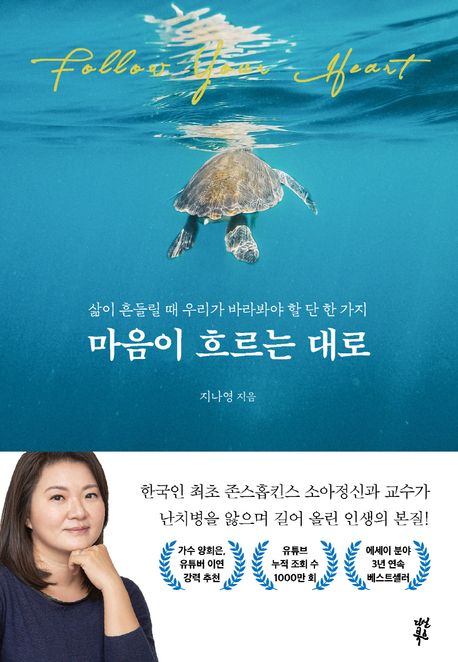 Follow Your Heart
삶이 흔들릴 때 우리가 바라봐야 할 단 한 가지
마음이 흐르는 대로
지나영 지음
한국인 최초 존스홉킨스 소아정신과 교수가
난치병을 앓으며 길어 올린 인생의 본질!
가수 양희은,
유튜버 이연
강력 추천
유튜브
누적 조회 수
1000만 회
에세이 분야
3년 연속
베스트셀러
다산북스